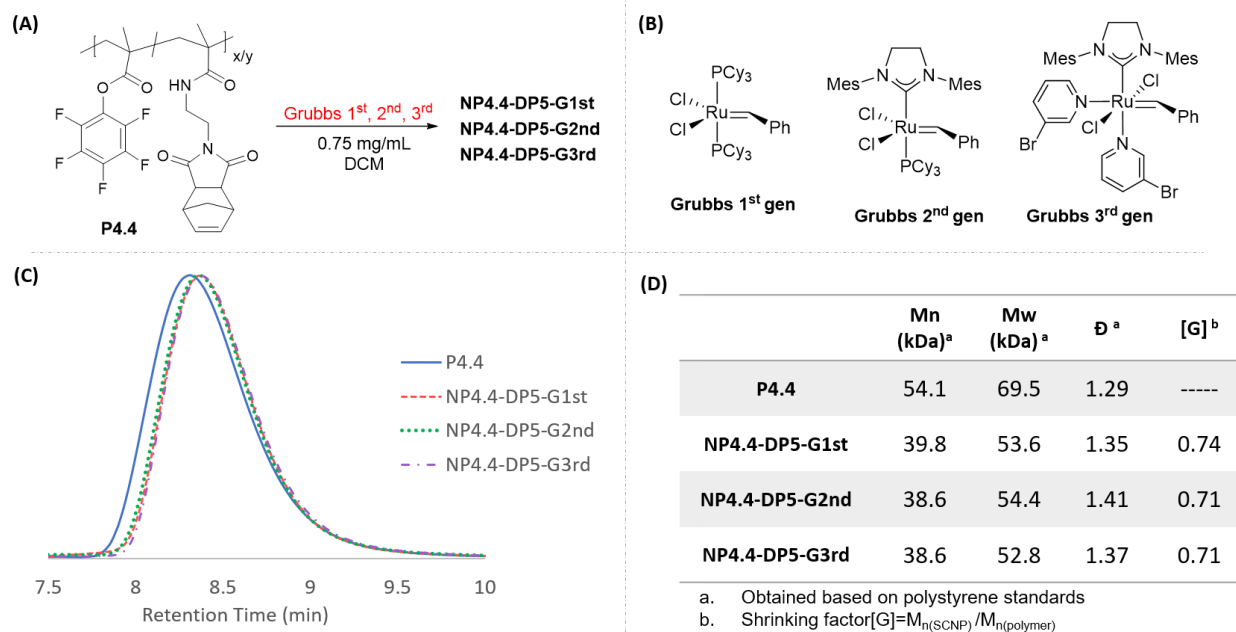 (A)
x/y
O
O
O
HN
F
F
F
F
F
O
N
O
P4.4
Grubbs 1st, 2nd, 3rd
0.75 mg/mL
DCM
NP4.4-DP5-G1st
NP4.4-DP5-G2nd
NP4.4-DP5-G3rd
(B)
PCy3
Cl
Ru
Cl
Ph
PCy3
Grubbs 1st gen
Mes N N Mes
Cl
Ru
Cl
Ph
PCy3
Grubbs 2nd gen
Mes N N Mes
Cl
N Ru
Cl
Ph
Br
N
Br
Grubbs 3rd gen
(C)
P4.4
NP4.4-DP5-G1st
NP4.4-DP5-G2nd
NP4.4-DP5-G3rd
7.5 8 8.5 9 9.5 10
Retention Time (min)
(D)
Mn (kDa)a Mw (kDa) a Đ a [G] b
P4.4 54.1 69.5 1.29 -----
NP4.4-DP5-G1st 39.8 53.6 1.35 0.74
NP4.4-DP5-G2nd 38.6 54.4 1.41 0.71
NP4.4-DP5-G3rd 38.6 52.8 1.37 0.71
a. Obtained based on polystyrene standards
b. Shrinking factor[G]=Mn(SCNP) /Mn(polymer)